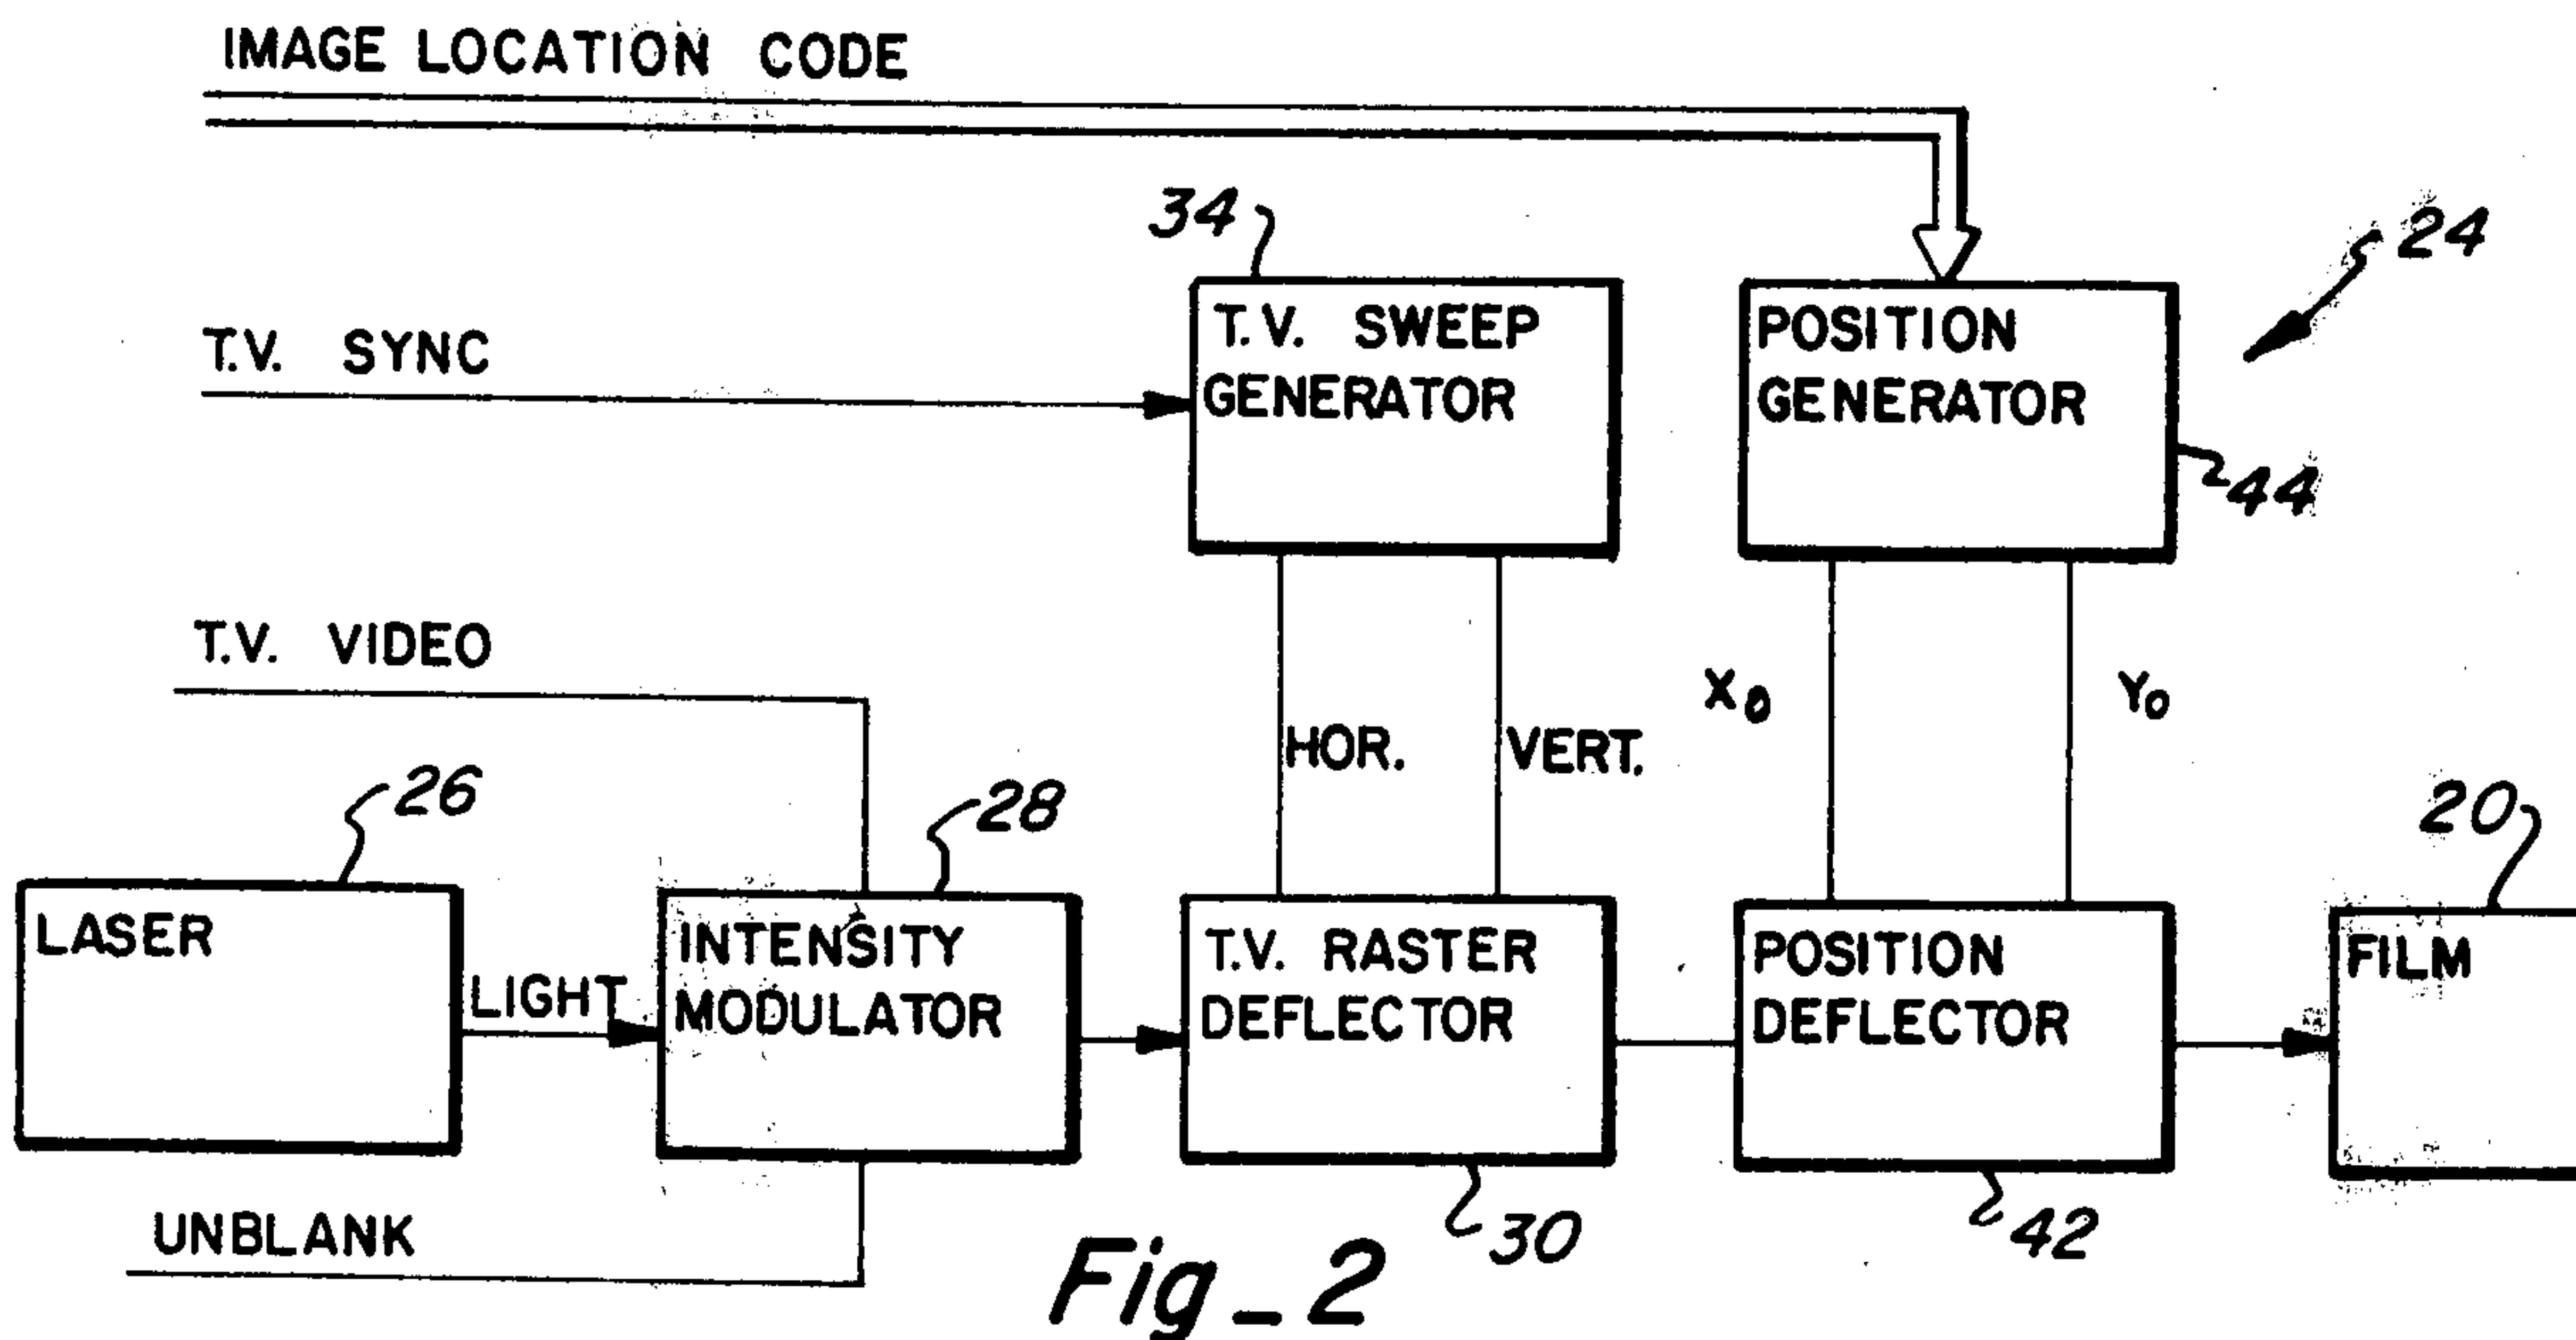 IMAGE LOCATION CODE
34
24
T.V. SYNC
T.V. SWEEP
GENERATOR
POSITION
GENERATOR
44
T.V. VIDEO
HOR.
VERT.
X0
Y0
26
28
20
LASER
LIGHT
INTENSITY
MODULATOR
T.V. RASTER
DEFLECTOR
POSITION
DEFLECTOR
FILM
UNBLANK
30
42
Fig_2